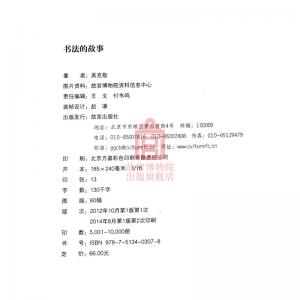 书法的故事
著 者:吴克敬
图片资料:故宫博物院资料信息中心
责任编辑:王 戈 付韦鸣
装帧设计:赵 谦
出版发行:故宫出版社
地址:北京市东城区景山前街4号 邮编:100009
电话:010-85007816 010-85007808 传真:010-65129479
网址:www.culturefc.cn
邮箱:ggcb@culturefc.cn
印 刷:北京方嘉彩色印刷有限责任公司
开 本:185×240毫米 1/16
印 张:13
字 数:130千字
图 版:60幅
版 次:2012年10月第1版第1次
2014年8月第1版第2次印刷
印 数:5,001-10,000册
书 号:ISBN 978-7-5134-0307-8
定 价:66.00元
故宫博物院
出版旗舰店